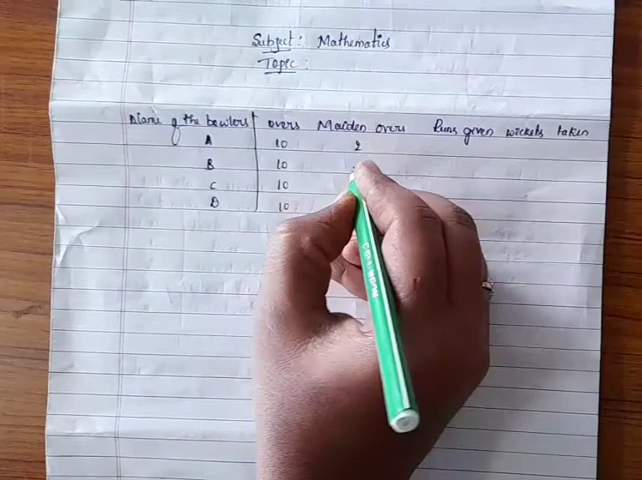 Subject: Mathematics
Topic :
Name of the bowlers overs Maiden overs Runs given wickets taken
A 10 2
B 10
C 10
D 10